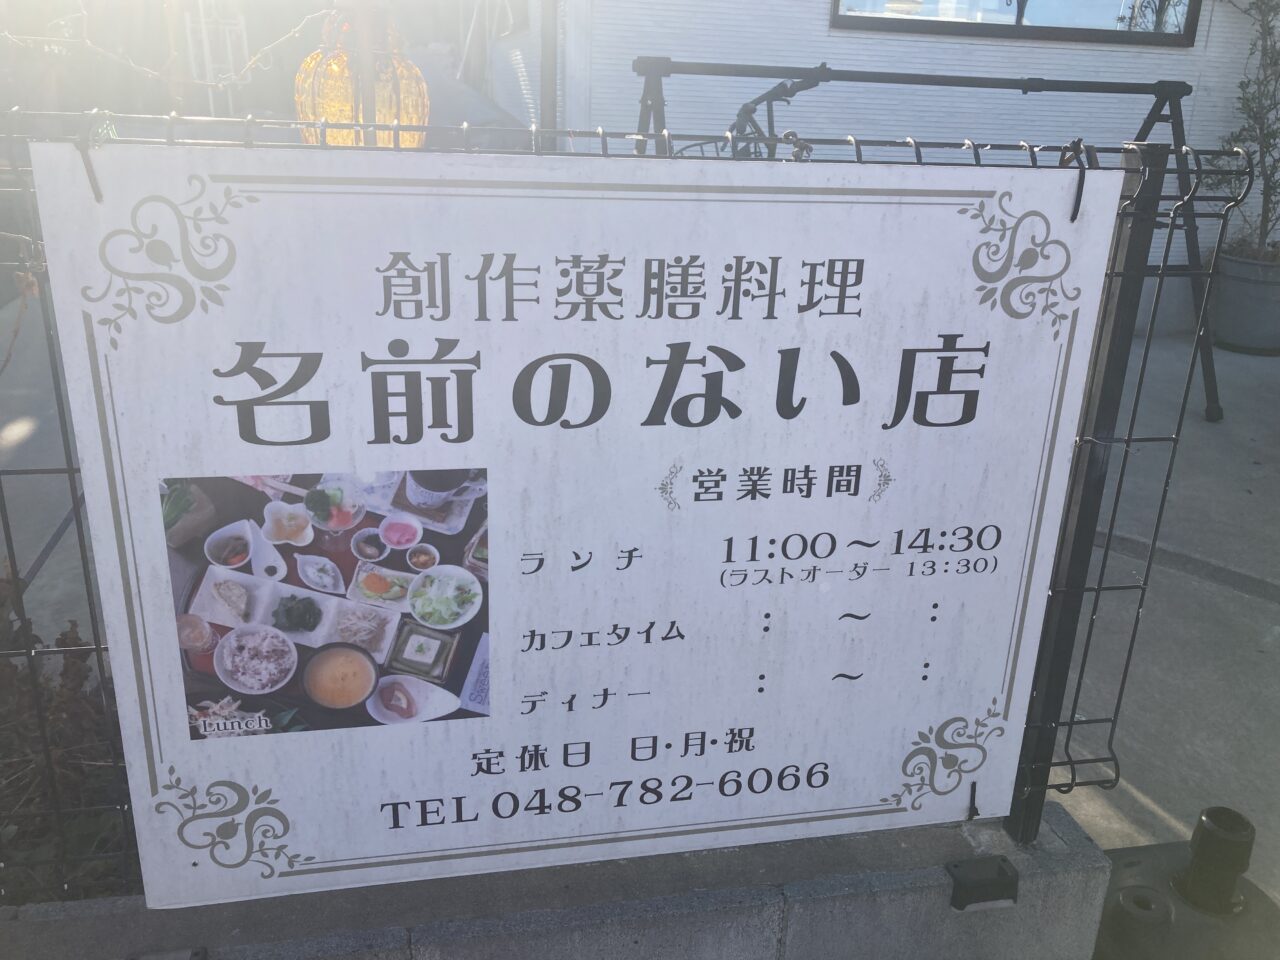 創作薬膳料理
名前のない店
営業時間
ランチ 11:00～14:30
(ラストオーダー 13:30)
カフェタイム : ～ :
ディナー : ～ :
定休日 日・月・祝
TEL 048-782-6066
Lunch